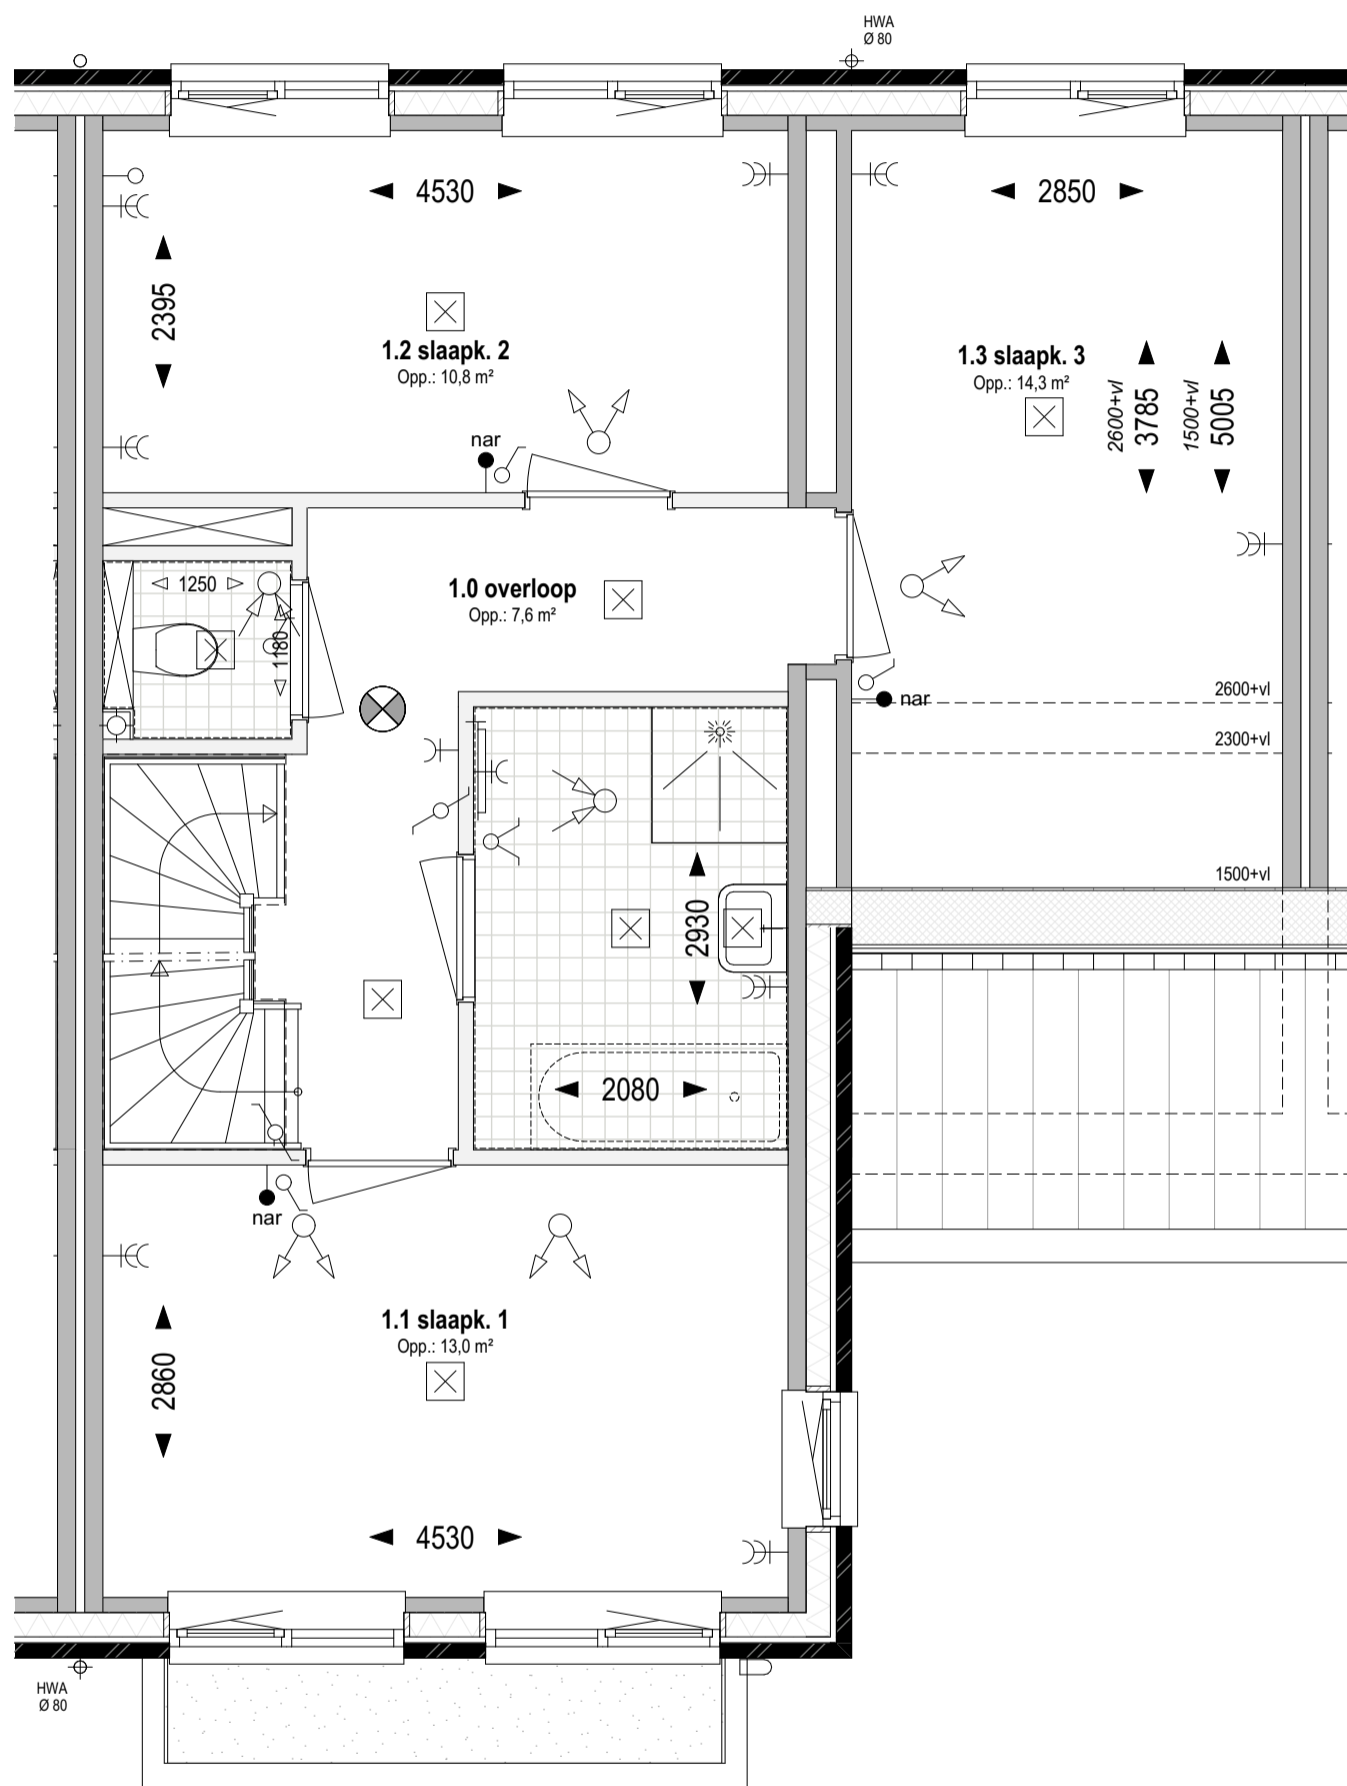 HWA
Ø 80
4530
2850
2395
1.2 slaapk. 2
Opp.: 10,8 m²
1.3 slaapk. 3
Opp.: 14,3 m²
2600+vl
3785
1500+vl
5005
nar
1250
1180
1.0 overloop
Opp.: 7,6 m²
nar
2600+vl
2300+vl
1500+vl
2930
2080
nar
1.1 slaapk. 1
Opp.: 13,0 m²
2860
4530
HWA
Ø 80